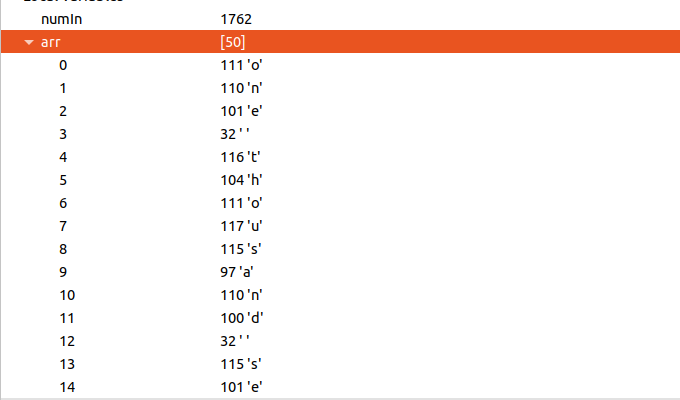 numIn 1762
arr [50]
0 111 'o'
1 110 'n'
2 101 'e'
3 32 ' '
4 116 't'
5 104 'h'
6 111 'o'
7 117 'u'
8 115 's'
9 97 'a'
10 110 'n'
11 100 'd'
12 32 ' '
13 115 's'
14 101 'e'